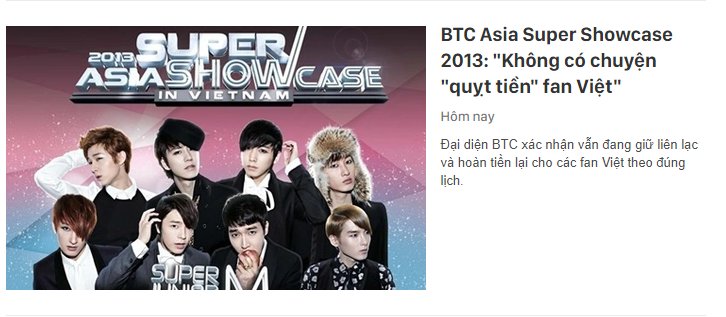 2013 SUPER
ASIA SHOWCASE
IN VIETNAM
SUPER
JUNIOR M
BTC Asia Super Showcase
2013: "Không có chuyện
"quỵt tiền" fan Việt"
Hôm nay
Đại diện BTC xác nhận vẫn đang giữ liên lạc
và hoản tiền lại cho các fan Việt theo đúng
lịch.